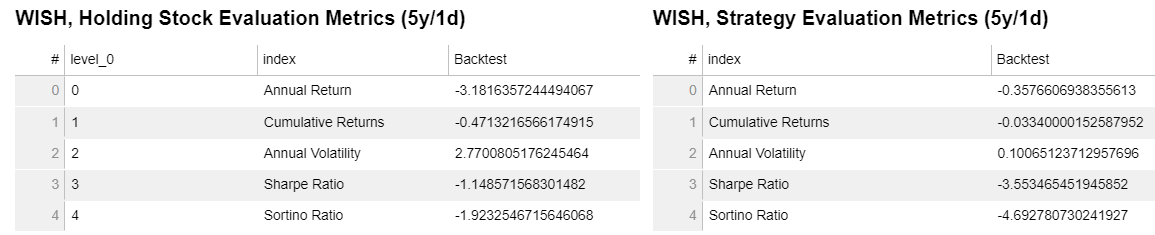 WISH, Holding Stock Evaluation Metrics (5y/1d)
# level_0 index Backtest
0 0 Annual Return -3.1816357244494067
1 1 Cumulative Returns -0.4713216566174915
2 2 Annual Volatility 2.7700805176245464
3 3 Sharpe Ratio -1.148571568301482
4 4 Sortino Ratio -1.9232546715646068
WISH, Strategy Evaluation Metrics (5y/1d)
# index Backtest
0 Annual Return -0.3576606938355613
1 Cumulative Returns -0.03340000152587952
2 Annual Volatility 0.10065123712957696
3 Sharpe Ratio -3.553465451945852
4 Sortino Ratio -4.692780730241927